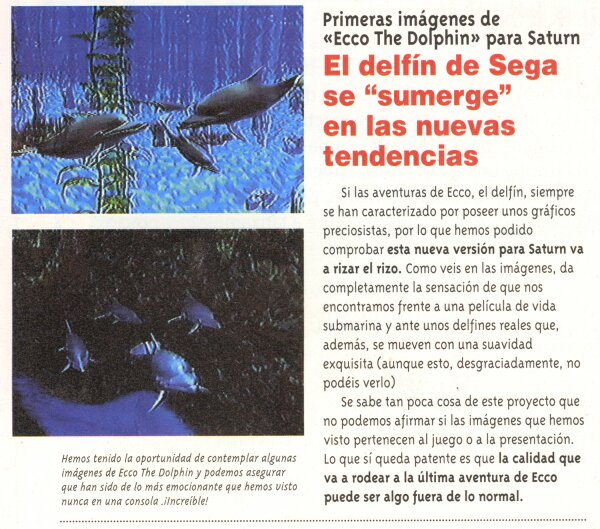 Primeras imágenes de
«Ecco The Dolphin» para Saturn
El delfín de Sega
se “sumerge”
en las nuevas
tendencias
Si las aventuras de Ecco, el delfín, siempre
se han caracterizado por poseer unos gráficos
preciosistas, por lo que hemos podido
comprobar esta nueva versión para Saturn va
a rizar el rizo. Como veis en las imágenes, da
completamente la sensación de que nos
encontramos frente a una película de vida
submarina y ante unos delfines reales que,
además, se mueven con una suavidad
exquisita (aunque esto, desgraciadamente, no
podéis verlo)
Se sabe tan poca cosa de este proyecto que
no podemos afirmar si las imágenes que hemos
visto pertenecen al juego o a la presentación.
Lo que sí queda patente es que la calidad que
va a rodear a la última aventura de Ecco
puede ser algo fuera de lo normal.
Hemos tenido la oportunidad de contemplar algunas
imágenes de Ecco The Dolphin y podemos asegurar
que han sido de lo más emocionante que hemos visto
nunca en una consola .¡Increíble!